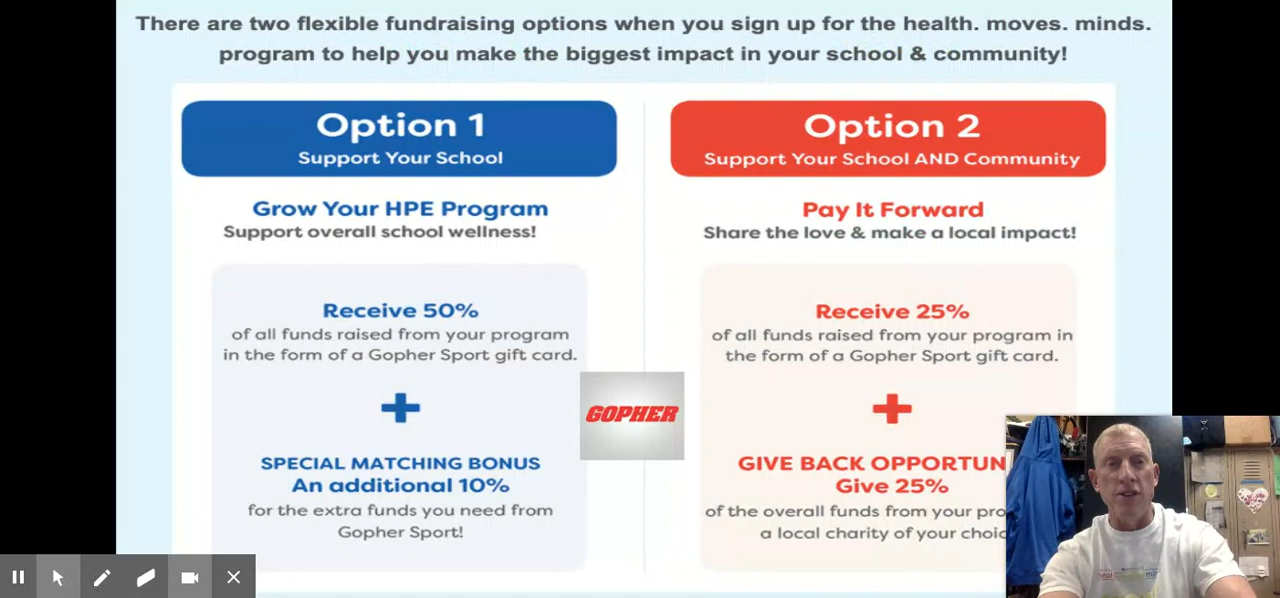 There are two flexible fundraising options when you sign up for the health. moves. minds.
program to help you make the biggest impact in your school & community!
Option 1
Support Your School
Grow Your HPE Program
Support overall school wellness!
Receive 50%
of all funds raised from your program
in the form of a Gopher Sport gift card.
+
SPECIAL MATCHING BONUS
An additional 10%
for the extra funds you need from
Gopher Sport!
GOPHER
Option 2
Support Your School AND Community
Pay It Forward
Share the love & make a local impact!
Receive 25%
of all funds raised from your program in
the form of a Gopher Sport gift card.
+
GIVE BACK OPPORTUN
Give 25%
of the overall funds from your pro
a local charity of your choic